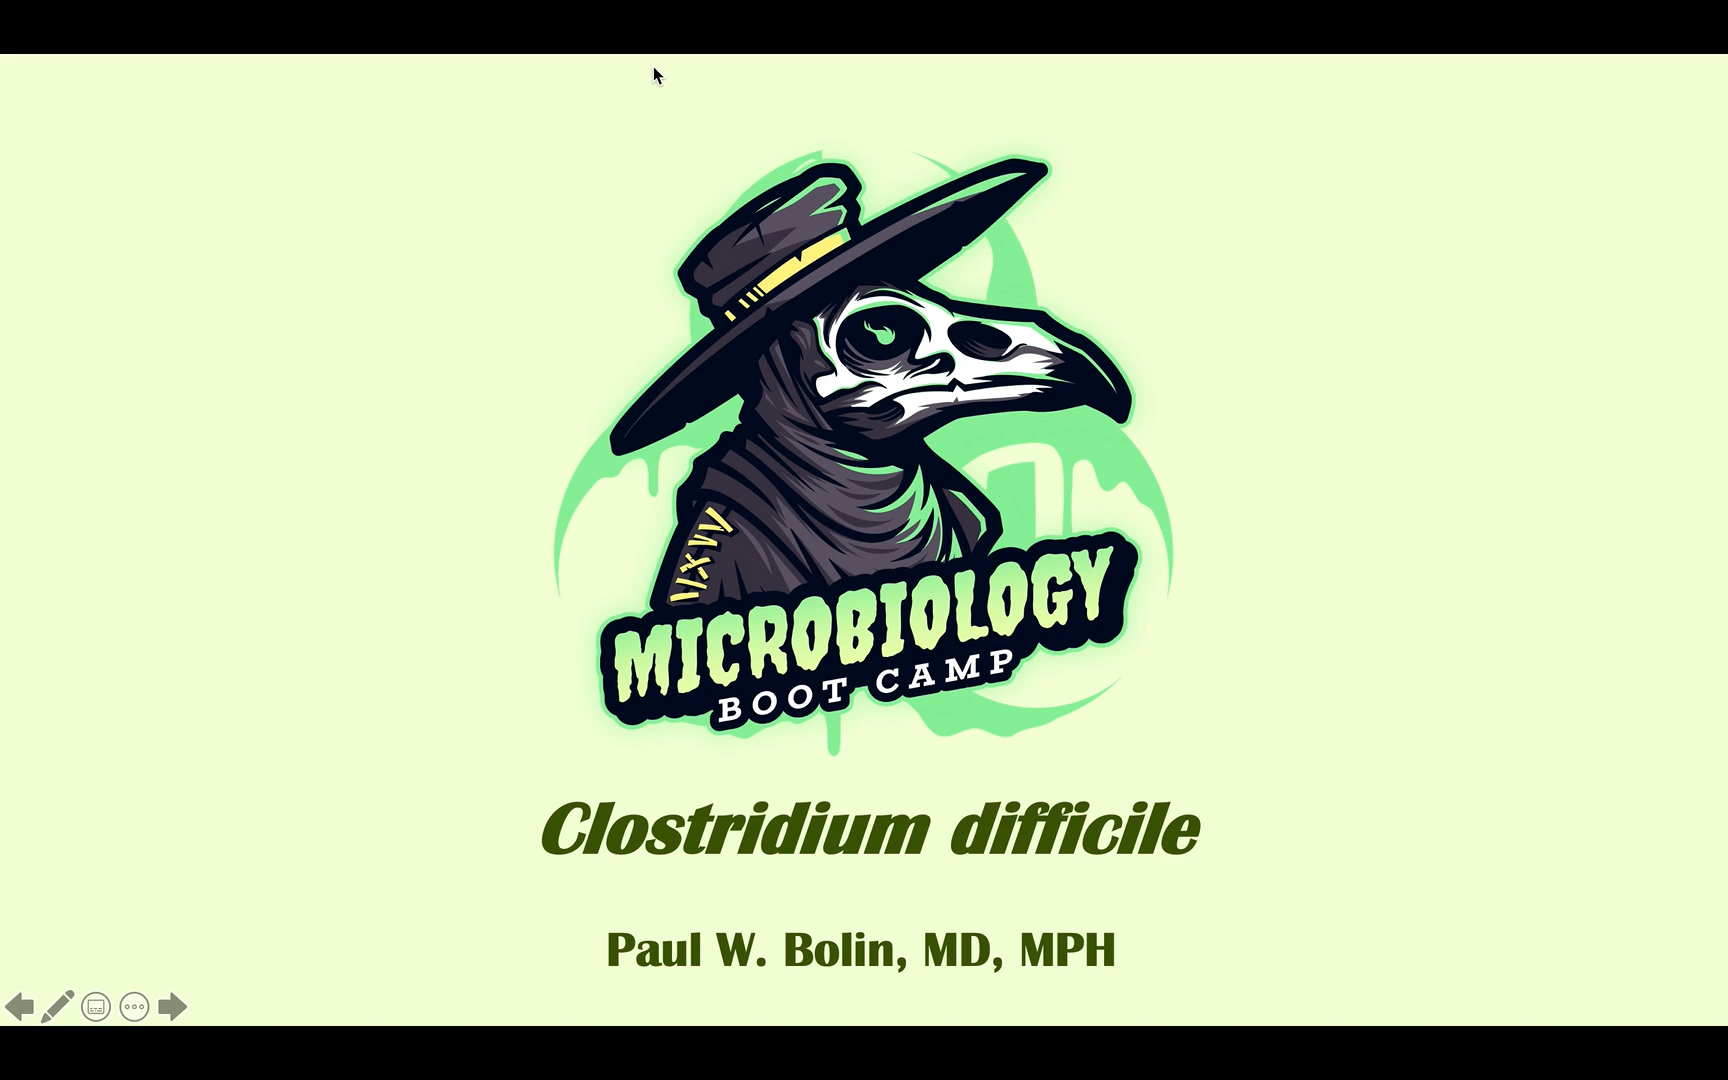 MICROBIOLOGY
BOOT CAMP
Clostridium difficile
Paul W. Bolin, MD, MPH